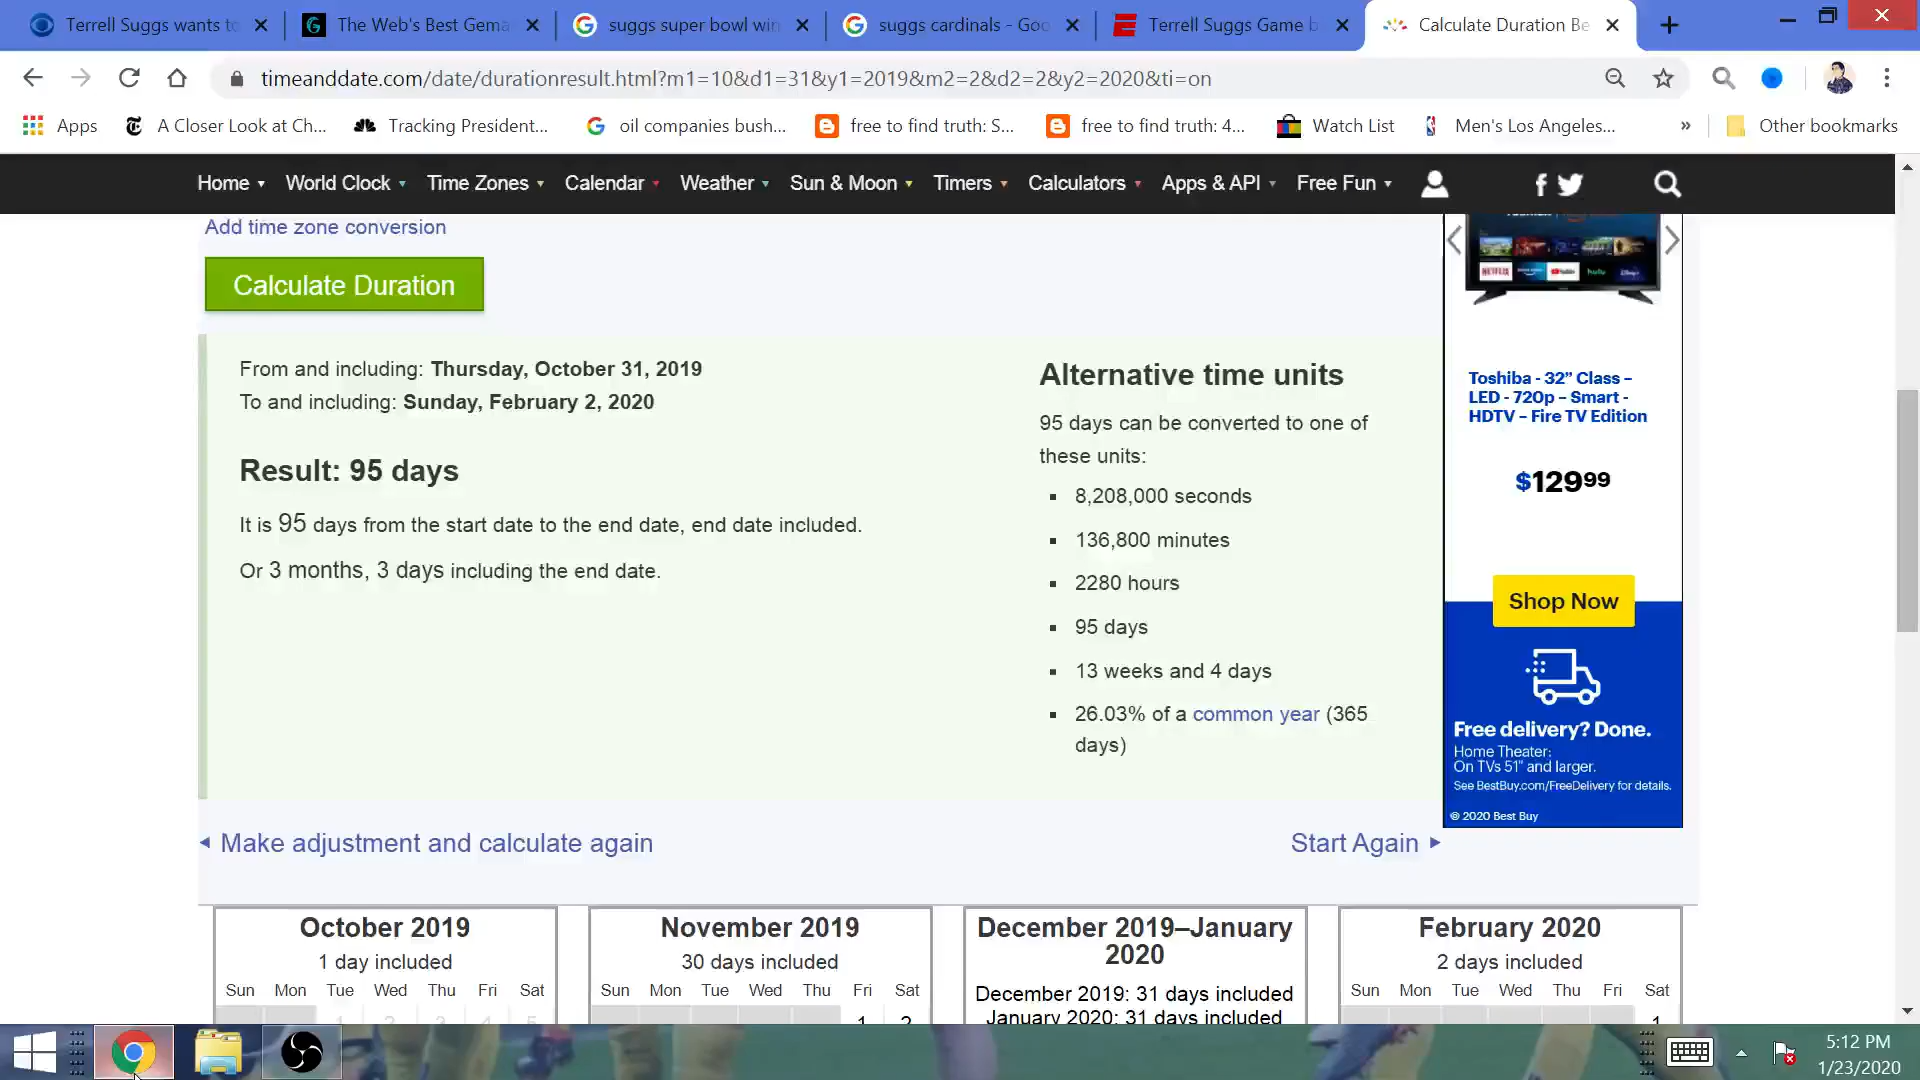 Terrell Suggs wants to
The Web's Best Gema
suggs super bowl win
suggs cardinals - Goo
Terrell Suggs Game b
Calculate Duration Be
timeanddate.com/date/durationresult.html?m1=10&d1=31&y1=2019&m2=2&d2=2&y2=2020&ti=on
Apps
A Closer Look at Ch...
Tracking President...
oil companies bush...
free to find truth: S...
free to find truth: 4...
Watch List
Men's Los Angeles...
»
Other bookmarks
Home
World Clock
Time Zones
Calendar
Weather
Sun & Moon
Timers
Calculators
Apps & API
Free Fun
Add time zone conversion
Calculate Duration
From and including: Thursday, October 31, 2019
To and including: Sunday, February 2, 2020
Result: 95 days
It is 95 days from the start date to the end date, end date included.
Or 3 months, 3 days including the end date.
Alternative time units
95 days can be converted to one of
these units:
8,208,000 seconds
136,800 minutes
2280 hours
95 days
13 weeks and 4 days
26.03% of a common year (365
days)
NETFLIX
hulu
Toshiba - 32” Class –
LED - 720p – Smart -
HDTV – Fire TV Edition
$129 99
Shop Now
Free delivery? Done.
Home Theater:
On TVs 51" and larger.
See BestBuy.com/FreeDelivery for details.
© 2020 Best Buy
Make adjustment and calculate again
Start Again
October 2019
1 day included
Sun Mon Tue Wed Thu Fri Sat
1 2 3 4 5
November 2019
30 days included
Sun Mon Tue Wed Thu Fri Sat
1 2
December 2019–January
2020
December 2019: 31 days included
January 2020: 31 days included
February 2020
2 days included
Sun Mon Tue Wed Thu Fri Sat
1
5:12 PM
1/23/2020